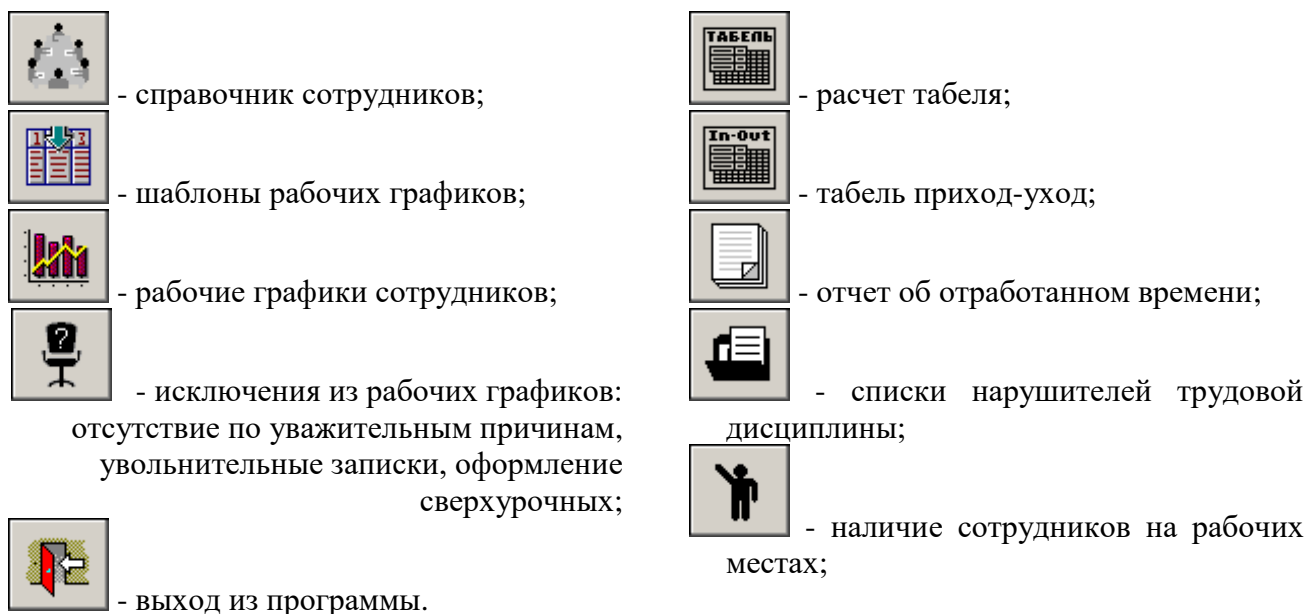 - справочник сотрудников;
1 3
- шаблоны рабочих графиков;
- рабочие графики сотрудников;
?
- исключения из рабочих графиков:
отсутствие по уважительным причинам,
увольнительные записки, оформление
сверхурочных;
- выход из программы.
ТАБЕЛЬ
- расчет табеля;
In-Out
- табель приход-уход;
- отчет об отработанном времени;
- списки нарушителей трудовой
дисциплины;
- наличие сотрудников на рабочих
местах;